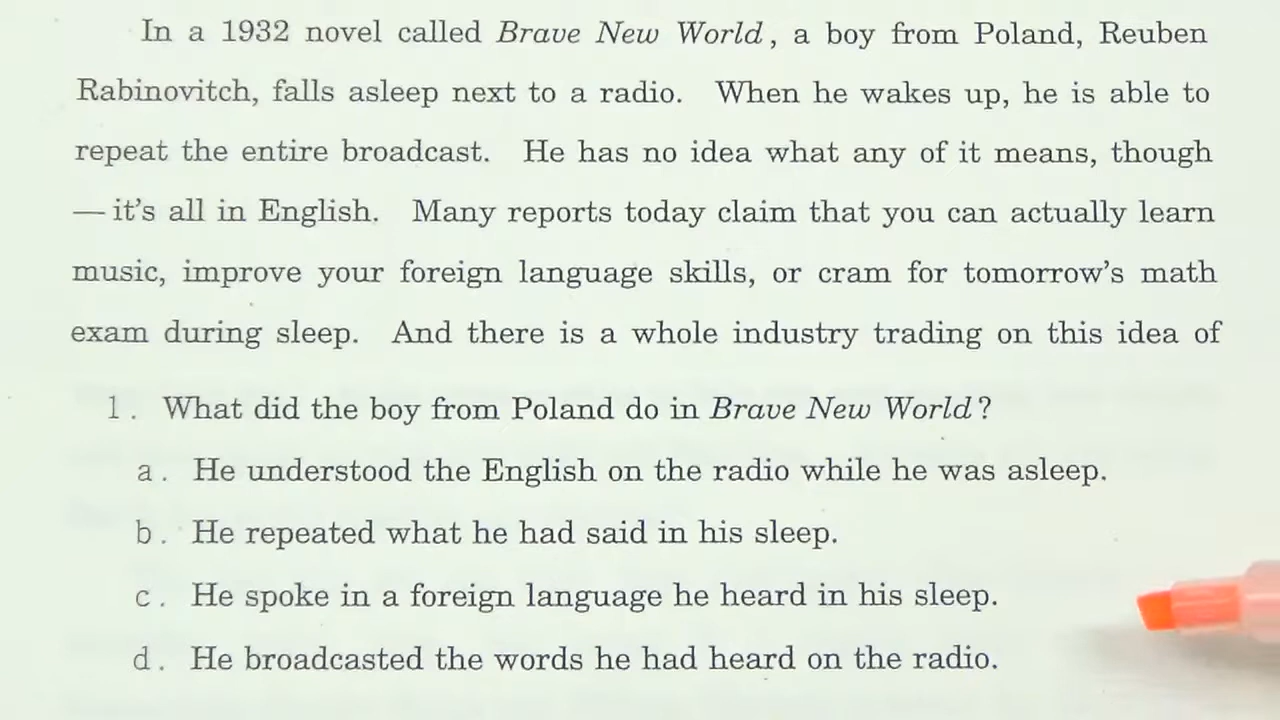 In a 1932 novel called Brave New World, a boy from Poland, Reuben
Rabinovitch, falls asleep next to a radio. When he wakes up, he is able to
repeat the entire broadcast. He has no idea what any of it means, though
—it's all in English. Many reports today claim that you can actually learn
music, improve your foreign language skills, or cram for tomorrow's math
exam during sleep. And there is a whole industry trading on this idea of
1. What did the boy from Poland do in Brave New World?
a. He understood the English on the radio while he was asleep.
b. He repeated what he had said in his sleep.
c. He spoke in a foreign language he heard in his sleep.
d. He broadcasted the words he had heard on the radio.